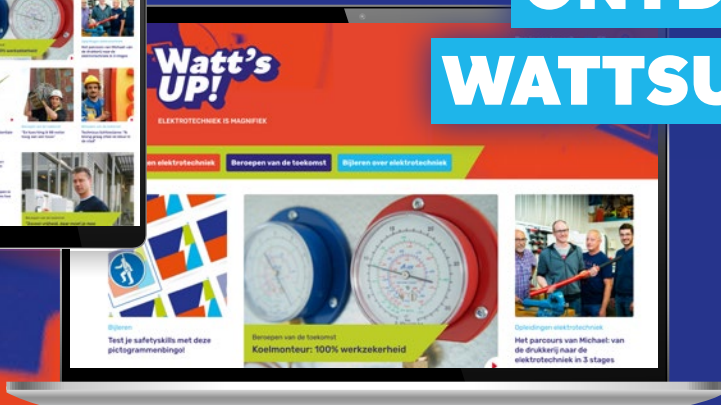 ONTD
WATTSU
Watt's
UP!
ELEKTROTECHNIEK IS MAGNIFIEK
en elektrotechniek
Beroepen van de toekomst
Bijleren over elektrotechniek
Bijleren
Test je safetyskills met deze
pictogrammenbingo!
Beroepen van de toekomst
Koelmonteur: 100% werkzekerheid
Opleidingen elektrotechniek
Het parcours van Michael: van
de drukkerij naar de
elektrotechniek in 3 stages
Het parcours van Michael: van
de drukkerij naar de
elektrotechniek in 3 stages